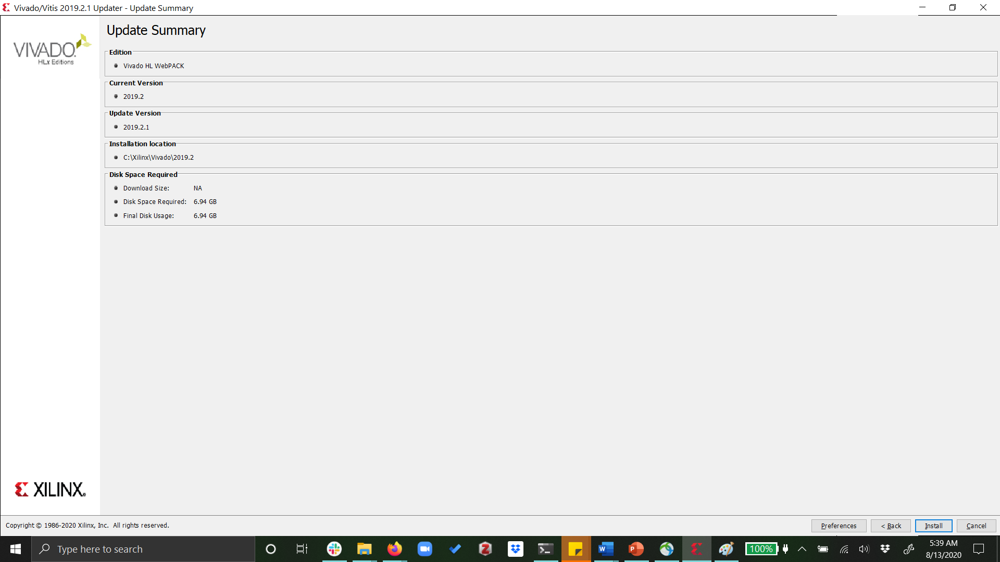 Vivado/Vitis 2019.2.1 Updater - Update Summary
VIVADO.
HLx Editions
Update Summary
Edition
Vivado HL WebPACK
Current Version
2019.2
Update Version
2019.2.1
Installation location
C:\Xilinx\Vivado\2019.2
Disk Space Required
Download Size: NA
Disk Space Required: 6.94 GB
Final Disk Usage: 6.94 GB
XILINX®
Copyright © 1986-2020 Xilinx, Inc. All rights reserved.
Preferences
< Back
Install
Cancel
Type here to search
100%
5:39 AM
8/13/2020